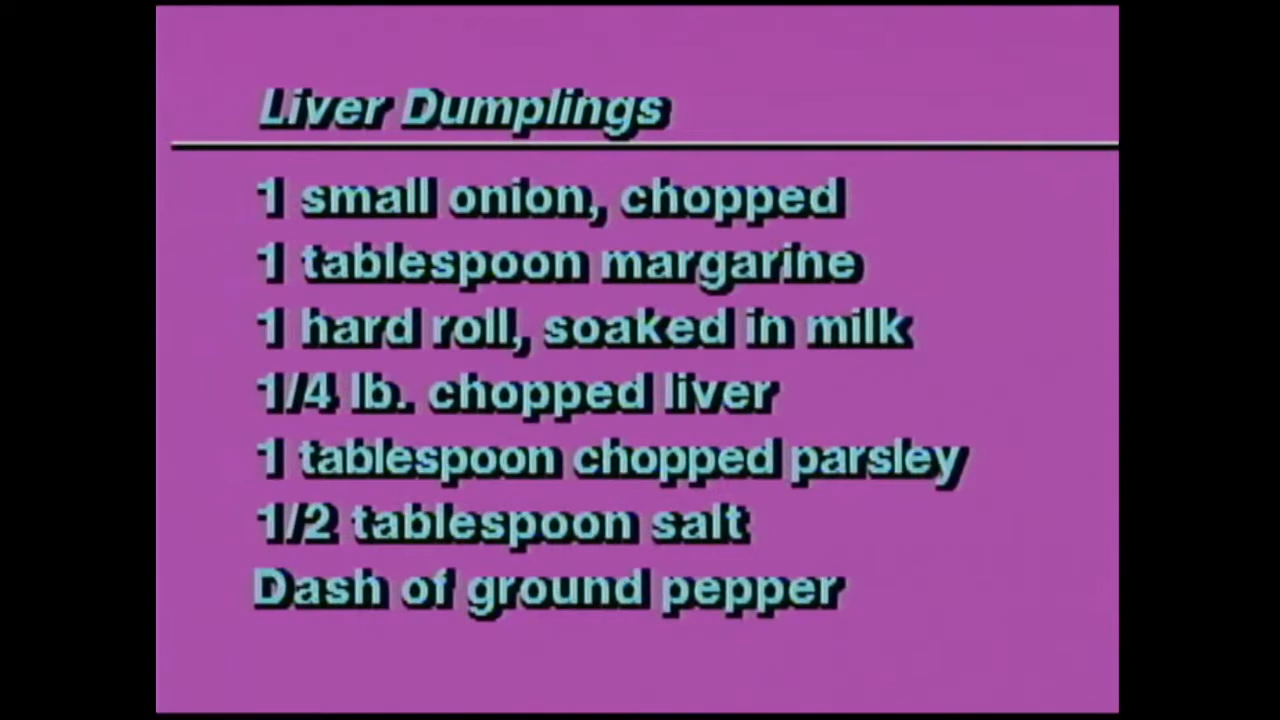 Liver Dumplings
1 small onion, chopped
1 tablespoon margarine
1 hard roll, soaked in milk
1/4 lb. chopped liver
1 tablespoon chopped parsley
1/2 tablespoon salt
Dash of ground pepper